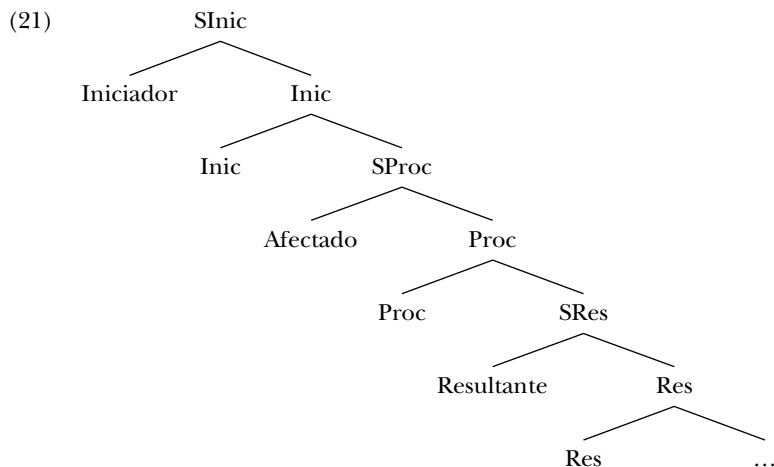 (21) SInic
Iniciador Inic
Inic SProc
Afectado Proc
Proc SRes
Resultante Res
Res ...